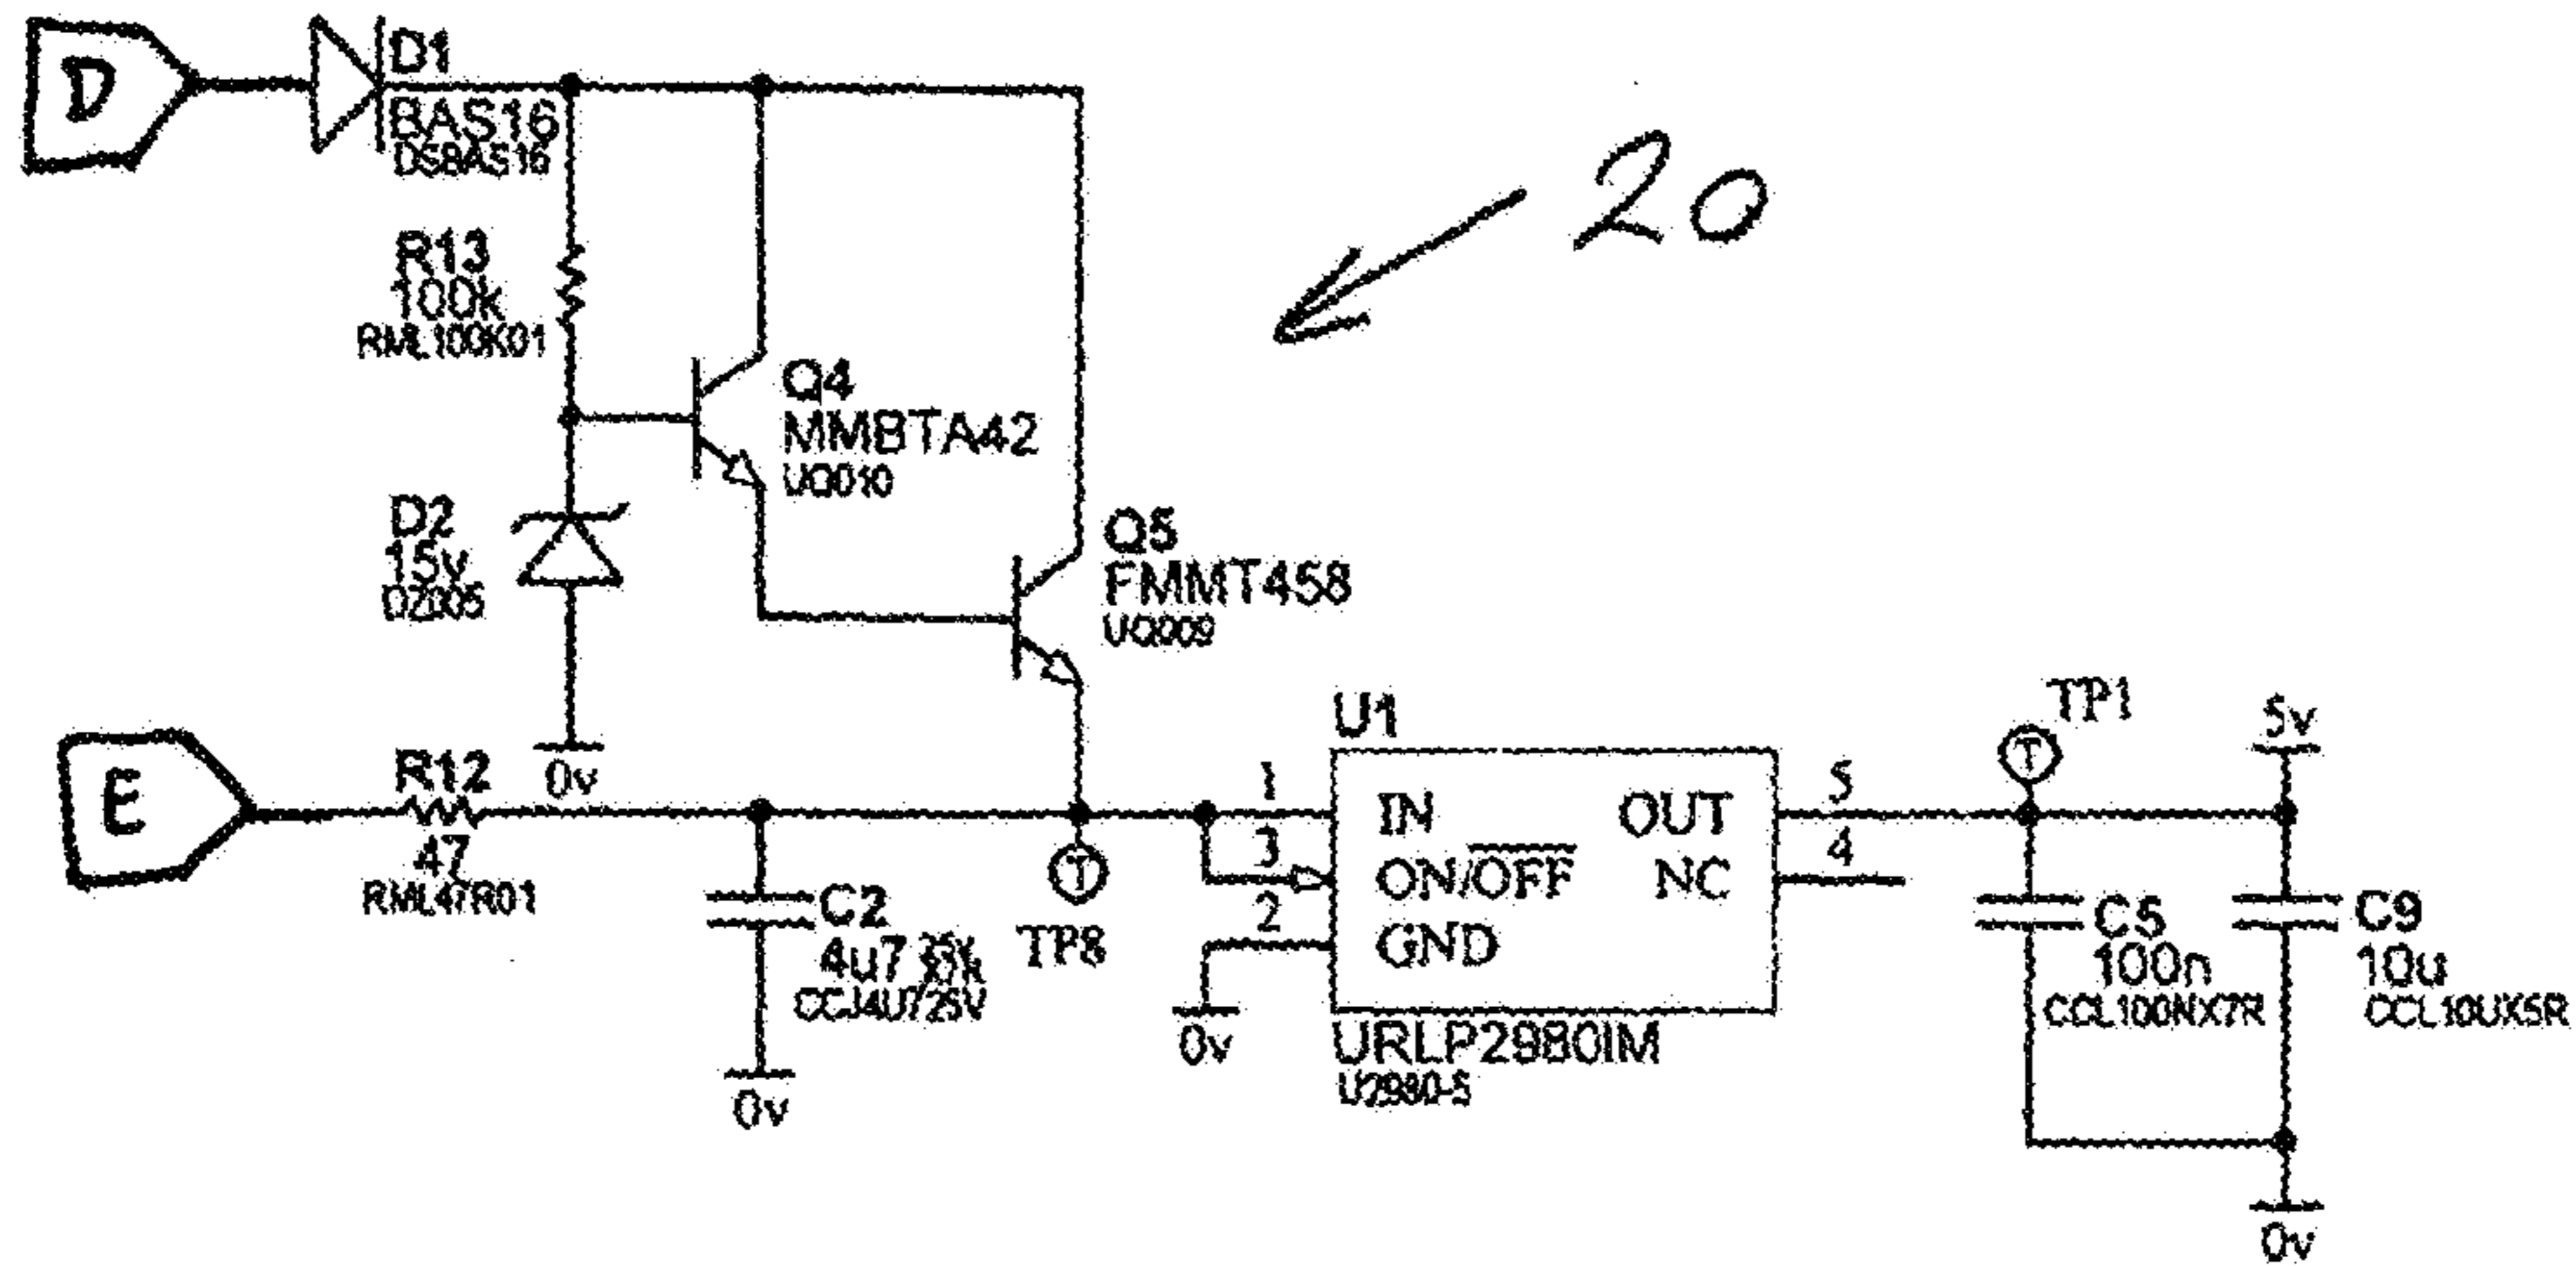 D
D1
BAS16
DSBAS16
20
R13
100k
RML100K01
Q4
MMBTA42
UQ010
D2
15v
DZ005
0v
Q5
FMMT458
UQ009
E
R12
47
RML47R01
C2
4u7
CCJ4U7/25V
0v
T
TP8
U1
1
IN
3
ON/OFF
2
GND
0v
OUT
5
NC
4
URLP2980IM
U2980-5
T
TP1
5v
C5
100n
CCL100NX7R
C9
10u
CCL10UX5R
0v